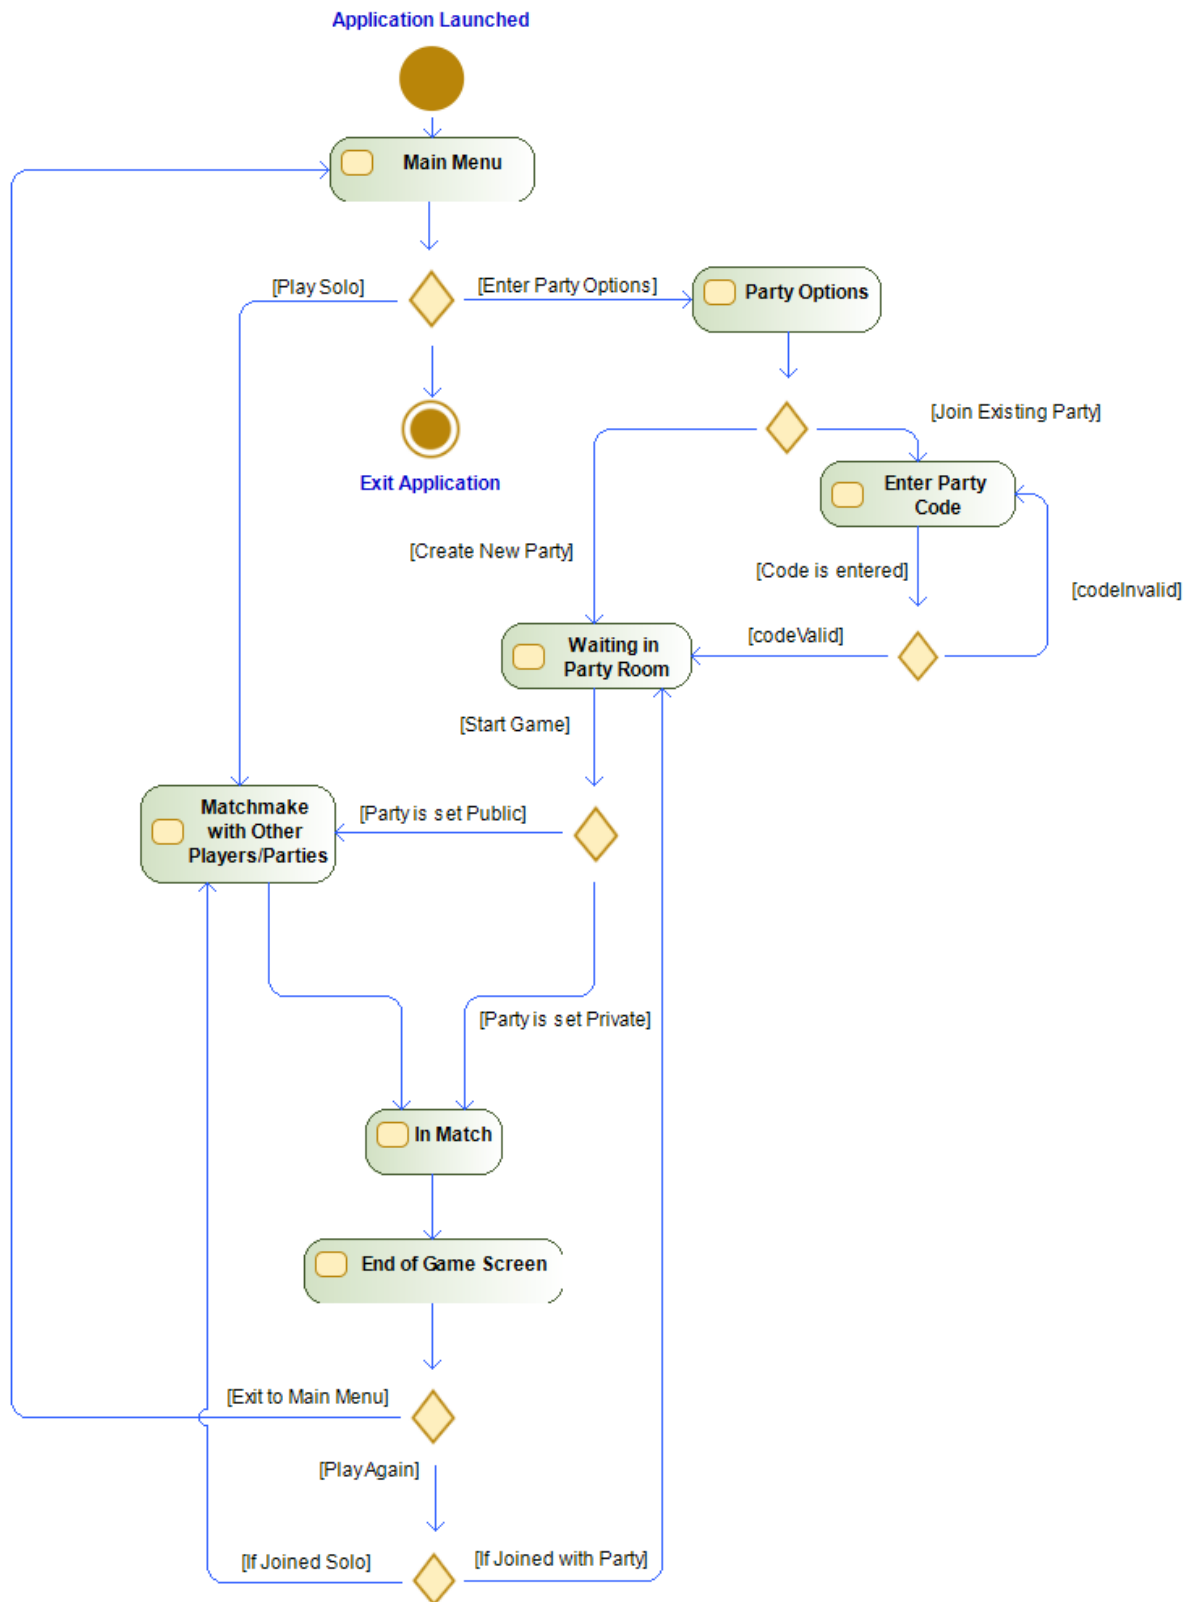 Application Launched
Main Menu
[Play Solo]
[Enter Party Options]
Party Options
[Join Existing Party]
Exit Application
Enter Party
Code
[Create New Party]
[Code is entered]
[codeInvalid]
[codeValid]
Waiting in
Party Room
[Start Game]
Matchmake
with Other
Players/Parties
[Party is set Public]
[Party is set Private]
In Match
End of Game Screen
[Exit to Main Menu]
[Play Again]
[If Joined Solo]
[If Joined with Party]